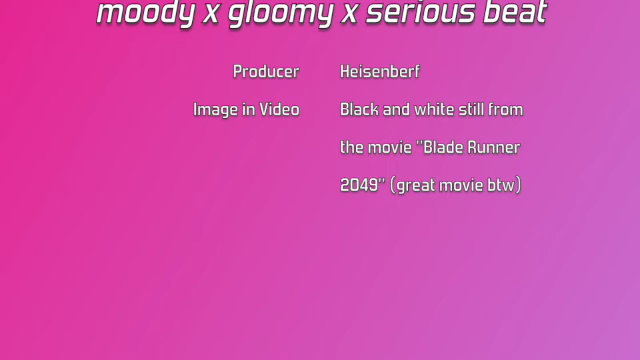 moody x gloomy x serious beat
Producer Heisenberf
Image in Video Black and white still from
the movie "Blade Runner
2049" (great movie btw)